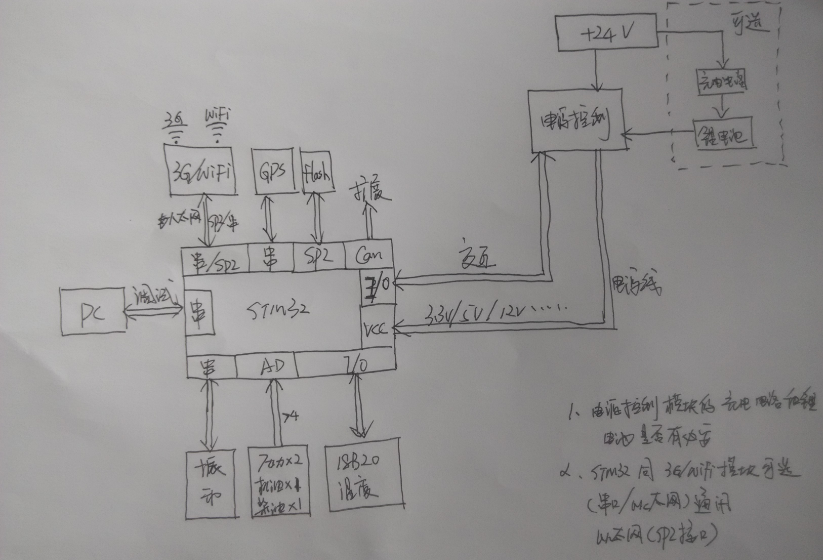 +24V
可选
充电电路
锂电池
电源控制
3G
WiFi
3G/WiFi
GPS
flash
扩展
以太网
SPI/串
串/SPI
串
SPI
Can
I/O
交互
电源线
PC
调试
串
STM32
VCC
3.3V/5V/12V......
串
AD
I/O
×4
振
动
油×1
18B20
温度
1、电源控制模块的充电电路和锂
电池是否有必要
2、STM32同3G/WiFi模块可选
(串口/以太网)通讯
以太网(SPI接口)